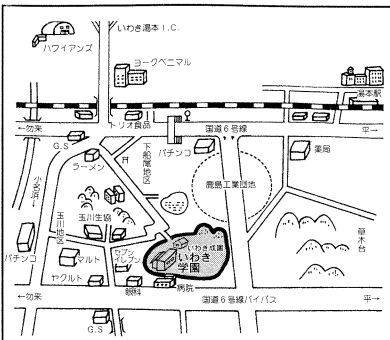 いわき湯本I.C.
ハワイアンズ
ヨークベニマル
湯本駅
←勿来
トリオ食品
国道6号線
平→
G.S
パチンコ
薬局
ラーメン
下船尾地区
鹿島工業団地
小名浜↓
玉川生協
草木台
玉川地区
いわき成園
セブンイレブン
いわき
学園
パチンコ
マルト
ヤクルト
眼科
病院
←勿来
国道6号線バイパス
平→
G.S